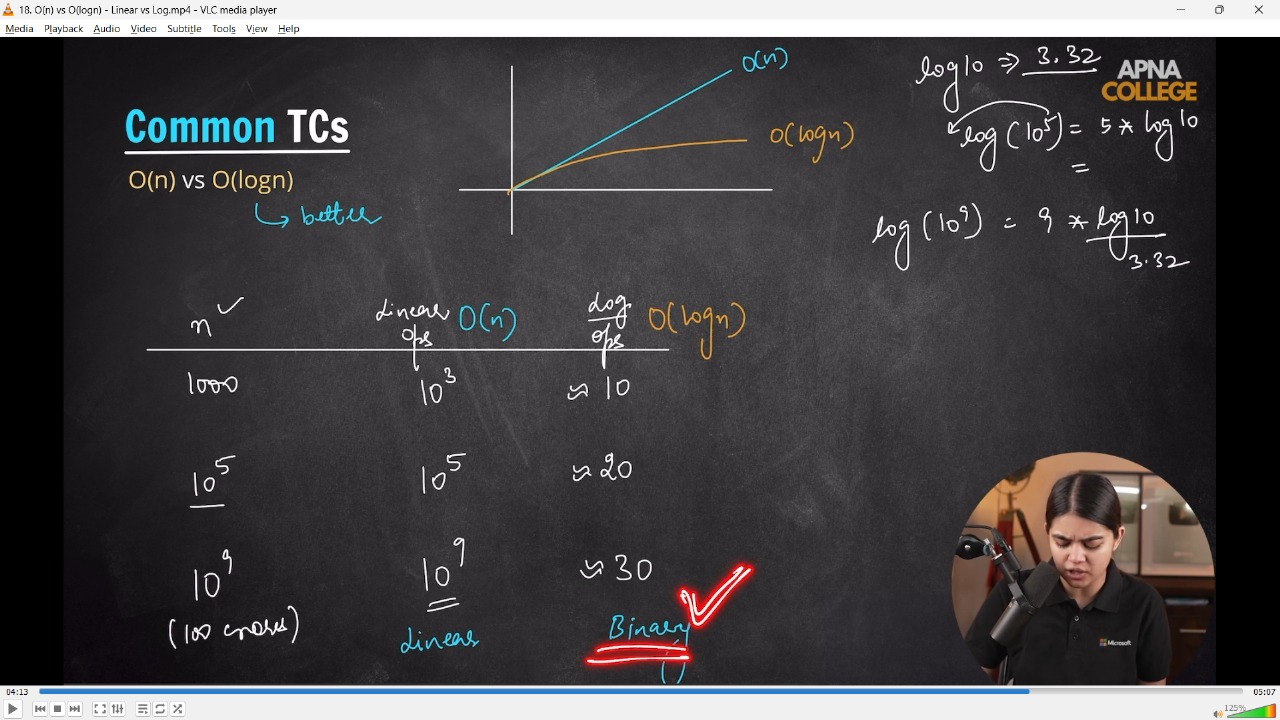 18. O(n) vs O(logn) - Linear vs Log.mp4 - VLC media player
Media Playback Audio Video Subtitle Tools View Help
Common TCs
O(n) vs O(logn)
better
O(n)
O(logn)
log10 => 3.32
APNA
COLLEGE
log(10⁵) = 5 * log10
=
log(10⁹) = 9 * log10
3.32
n ✓
Linear ops O(n)
Log ops O(logn)
1000 10³ ≈ 10
10⁵ 10⁵ ≈ 20
10⁹ 10⁹ ≈ 30
(100 crores)
Linear
Binary
()
Microsoft
04:13
05:07
125%